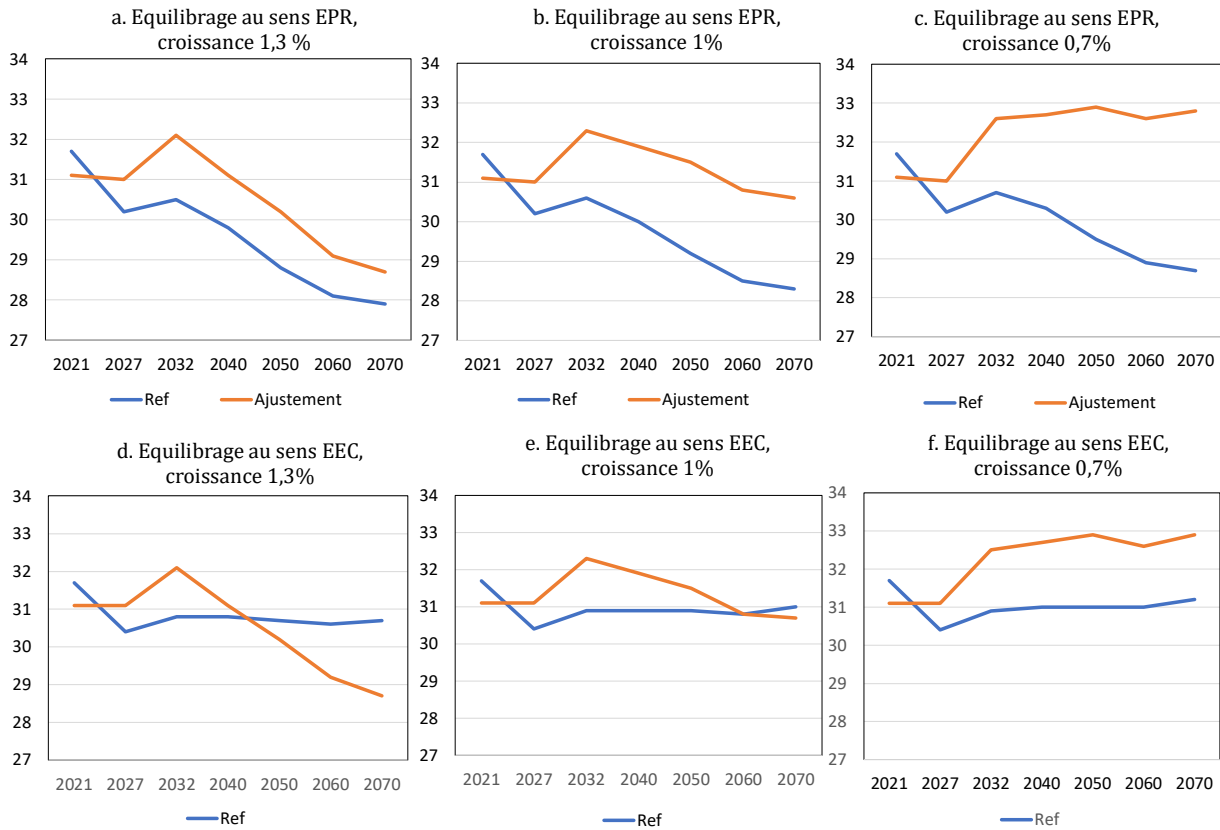 a. Equilibrage au sens EPR,
croissance 1,3 %
34
33
32
31
30
29
28
27
2021 2027 2032 2040 2050 2060 2070
Ref Ajustement
b. Equilibrage au sens EPR,
croissance 1%
34
33
32
31
30
29
28
27
2021 2027 2032 2040 2050 2060 2070
Ref Ajustement
c. Equilibrage au sens EPR,
croissance 0,7%
34
33
32
31
30
29
28
27
2021 2027 2032 2040 2050 2060 2070
Ref Ajustement
d. Equilibrage au sens EEC,
croissance 1,3%
34
33
32
31
30
29
28
27
2021 2027 2032 2040 2050 2060 2070
Ref
e. Equilibrage au sens EEC,
croissance 1%
34
33
32
31
30
29
28
27
2021 2027 2032 2040 2050 2060 2070
Ref
f. Equilibrage au sens EEC,
croissance 0,7%
34
33
32
31
30
29
28
27
2021 2027 2032 2040 2050 2060 2070
Ref